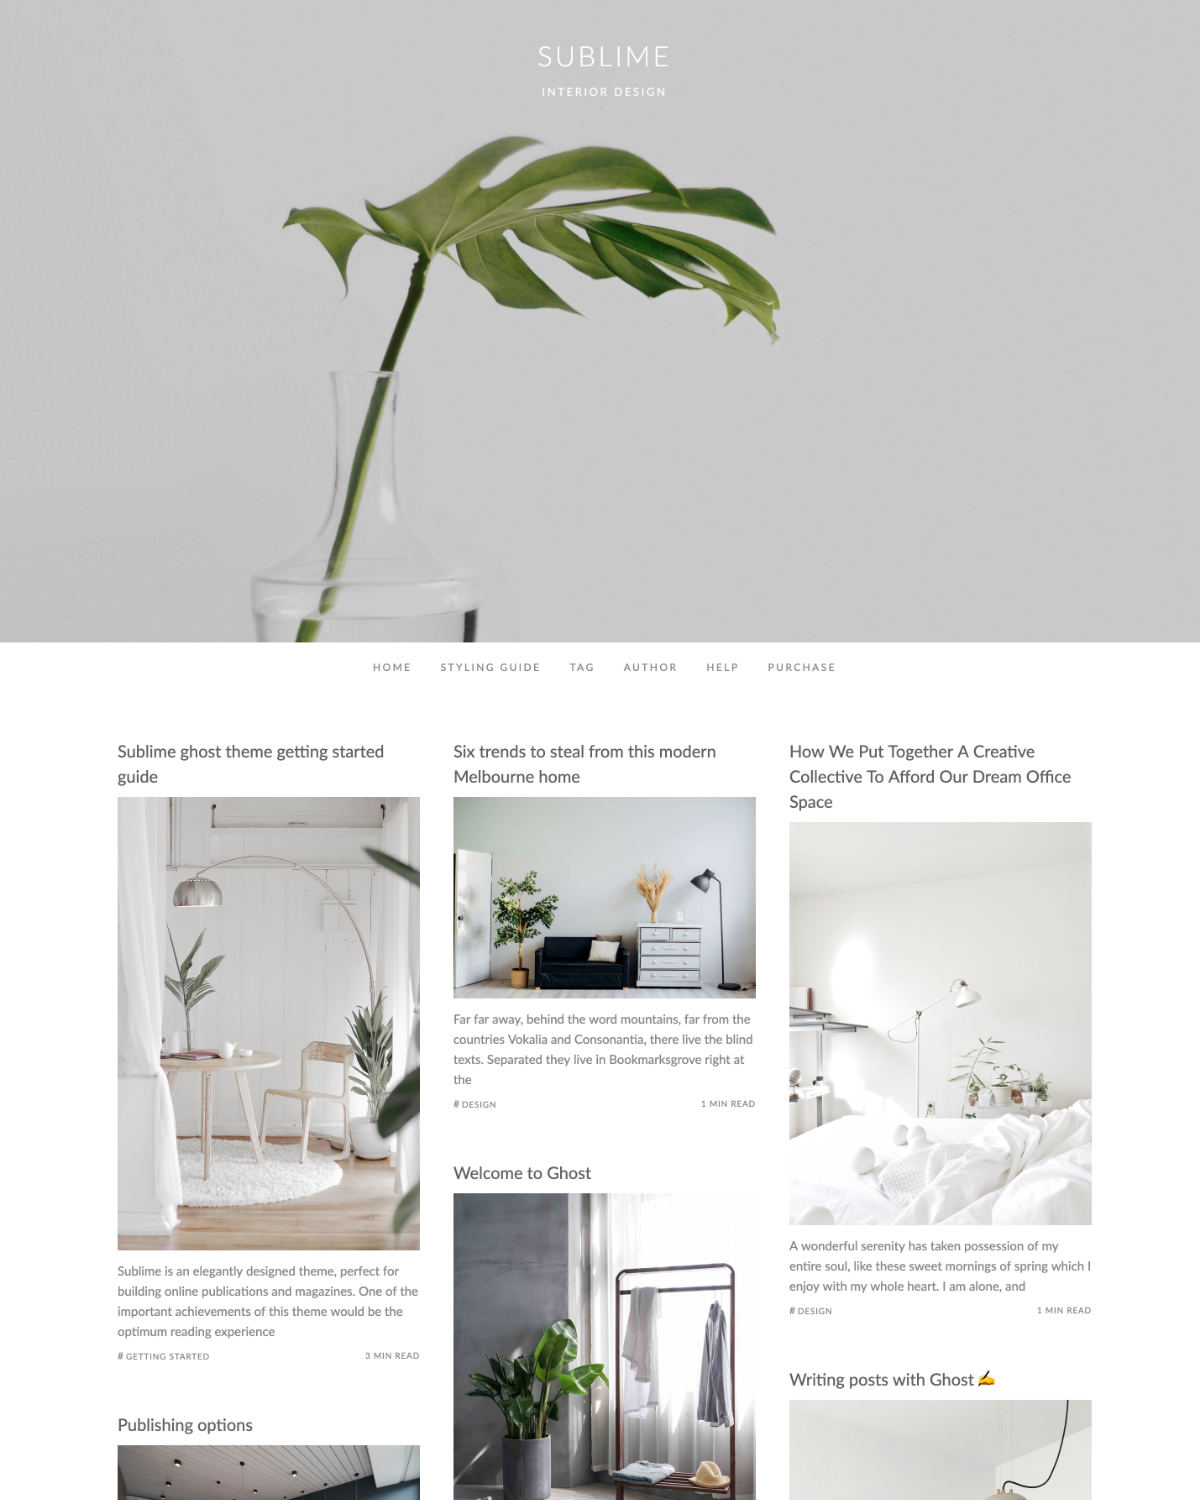 SUBLIME
INTERIOR DESIGN
HOME STYLING GUIDE TAG AUTHOR HELP PURCHASE
Sublime ghost theme getting started
guide
Sublime is an elegantly designed theme, perfect for
building online publications and magazines. One of the
important achievements of this theme would be the
optimum reading experience
# GETTING STARTED 3 MIN READ
Publishing options
Six trends to steal from this modern
Melbourne home
Far far away, behind the word mountains, far from the
countries Vokalia and Consonantia, there live the blind
texts. Separated they live in Bookmarksgrove right at
the
# DESIGN 1 MIN READ
Welcome to Ghost
How We Put Together A Creative
Collective To Afford Our Dream Office
Space
A wonderful serenity has taken possession of my
entire soul, like these sweet mornings of spring which I
enjoy with my whole heart. I am alone, and
# DESIGN 1 MIN READ
Writing posts with Ghost ✍️